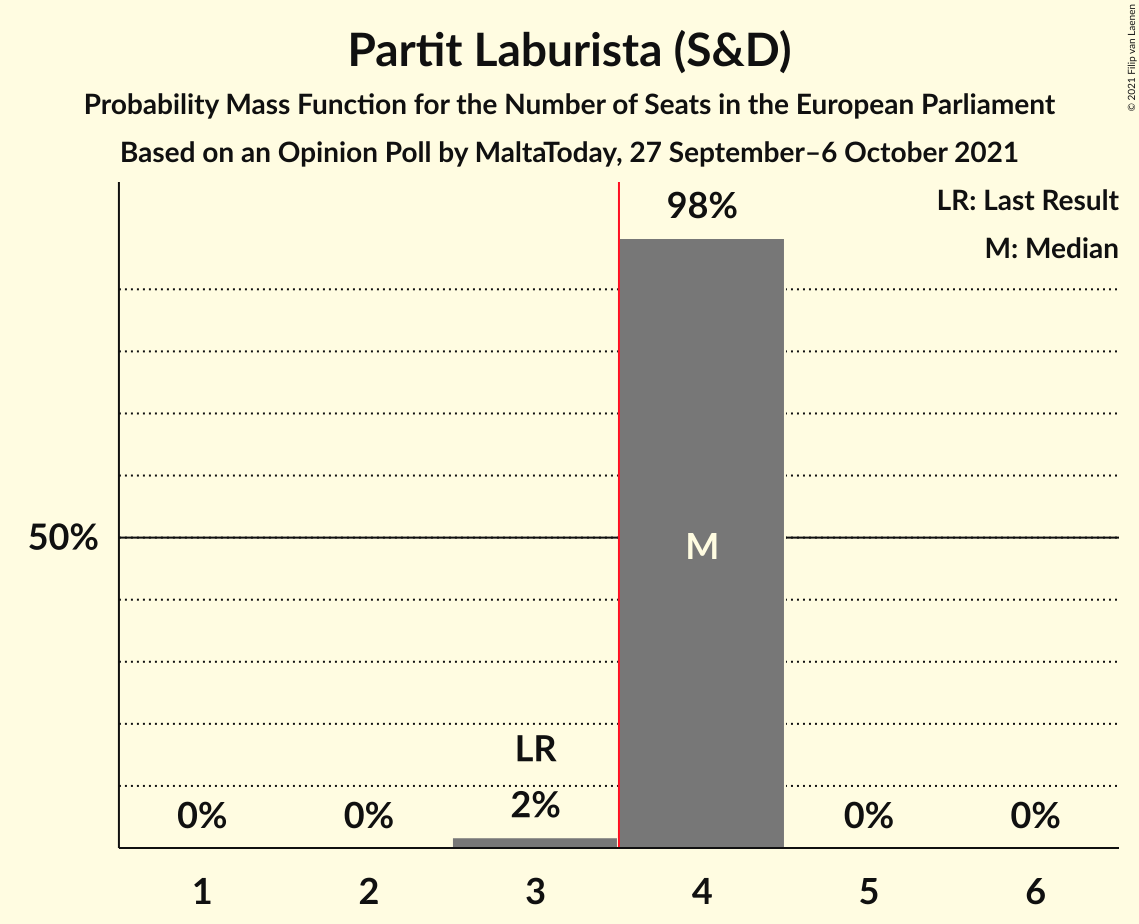 Partit Laburista (S&D)
Probability Mass Function for the Number of Seats in the European Parliament
Based on an Opinion Poll by MaltaToday, 27 September–6 October 2021
© 2021 Filip van Laenen
LR: Last Result
M: Median
98%
50%
M
LR
0%
0%
2%
0%
0%
1
2
3
4
5
6